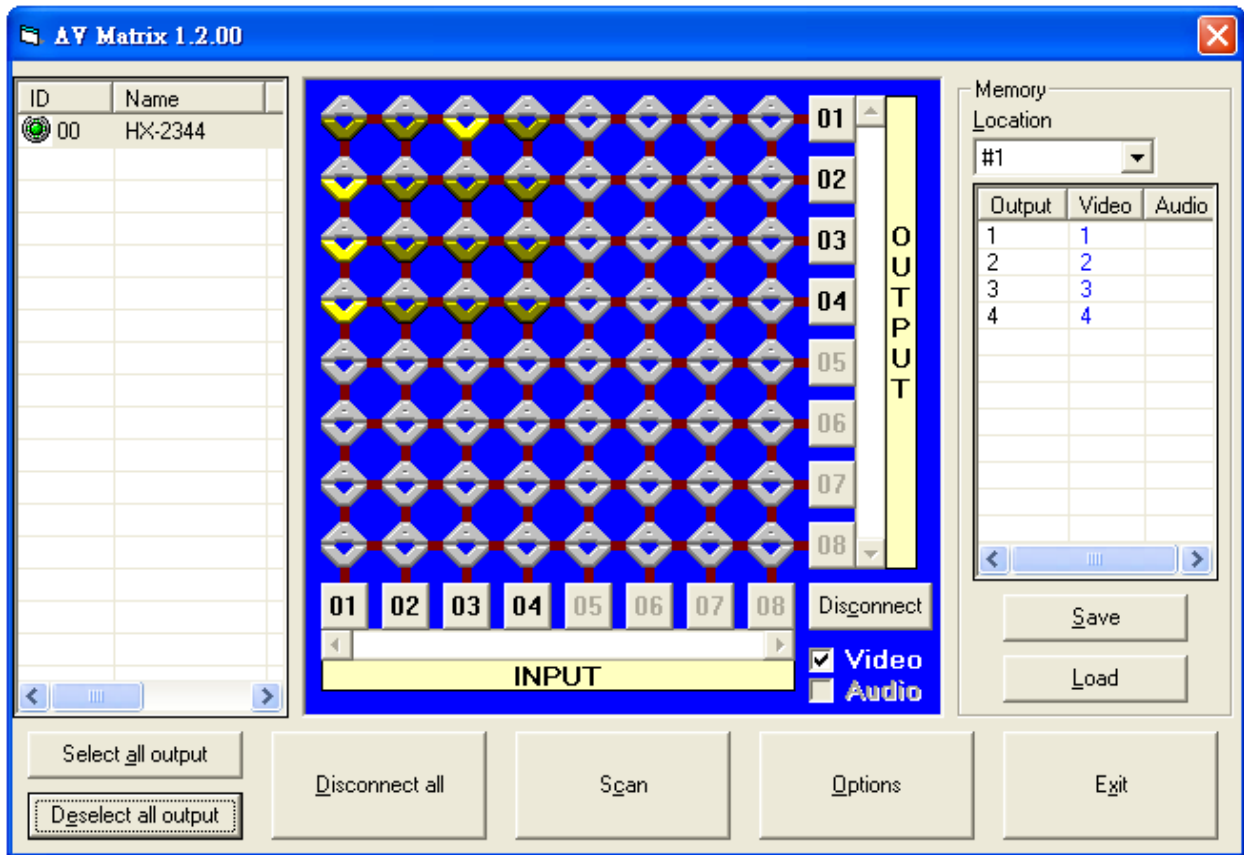 AV Matrix 1.2.00
ID Name
00 HX-2344
01
02
03
04
05
06
07
08
OUTPUT
01 02 03 04 05 06 07 08
INPUT
Disconnect
Video
Audio
Memory
Location
#1
Output Video Audio
1 1
2 2
3 3
4 4
Save
Load
Select all output
Deselect all output
Disconnect all
Scan
Options
Exit